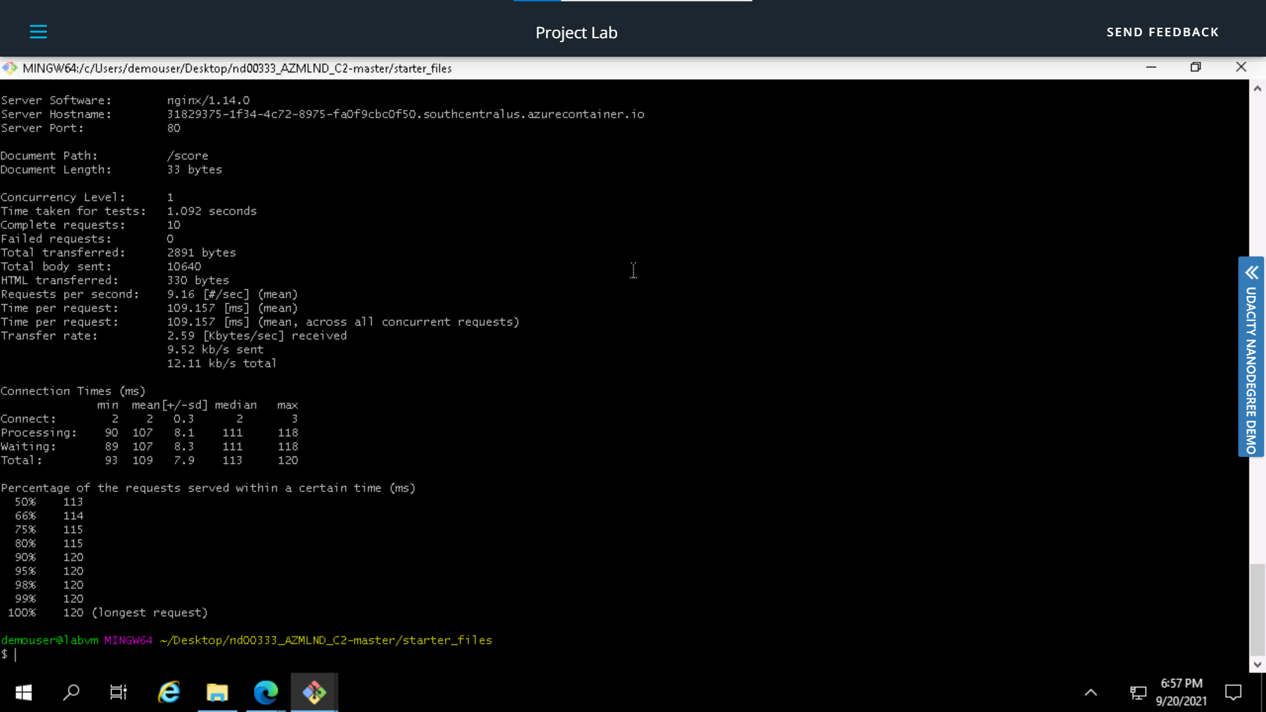 Project Lab
SEND FEEDBACK
MINGW64:/c/Users/demouser/Desktop/nd00333_AZMLND_C2-master/starter_files
Server Software:        nginx/1.14.0
Server Hostname:        31829375-1f34-4c72-8975-fa0f9cbc0f50.southcentralus.azurecontainer.io
Server Port:            80
Document Path:          /score
Document Length:        33 bytes
Concurrency Level:      1
Time taken for tests:   1.092 seconds
Complete requests:      10
Failed requests:        0
Total transferred:      2891 bytes
Total body sent:        10640
HTML transferred:       330 bytes
Requests per second:    9.16 [#/sec] (mean)
Time per request:       109.157 [ms] (mean)
Time per request:       109.157 [ms] (mean, across all concurrent requests)
Transfer rate:          2.59 [Kbytes/sec] received
                        9.52 kb/s sent
                        12.11 kb/s total
Connection Times (ms)
              min  mean[+/-sd] median   max
Connect:        2    2   0.3      2       3
Processing:    90  107   8.1    111     118
Waiting:       89  107   8.3    111     118
Total:         93  109   7.9    113     120
Percentage of the requests served within a certain time (ms)
  50%    113
  66%    114
  75%    115
  80%    115
  90%    120
  95%    120
  98%    120
  99%    120
 100%    120 (longest request)
demouser@labvm MINGW64 ~/Desktop/nd00333_AZMLND_C2-master/starter_files
$
UDACITY NANODEGREE DEMO
6:57 PM
9/20/2021